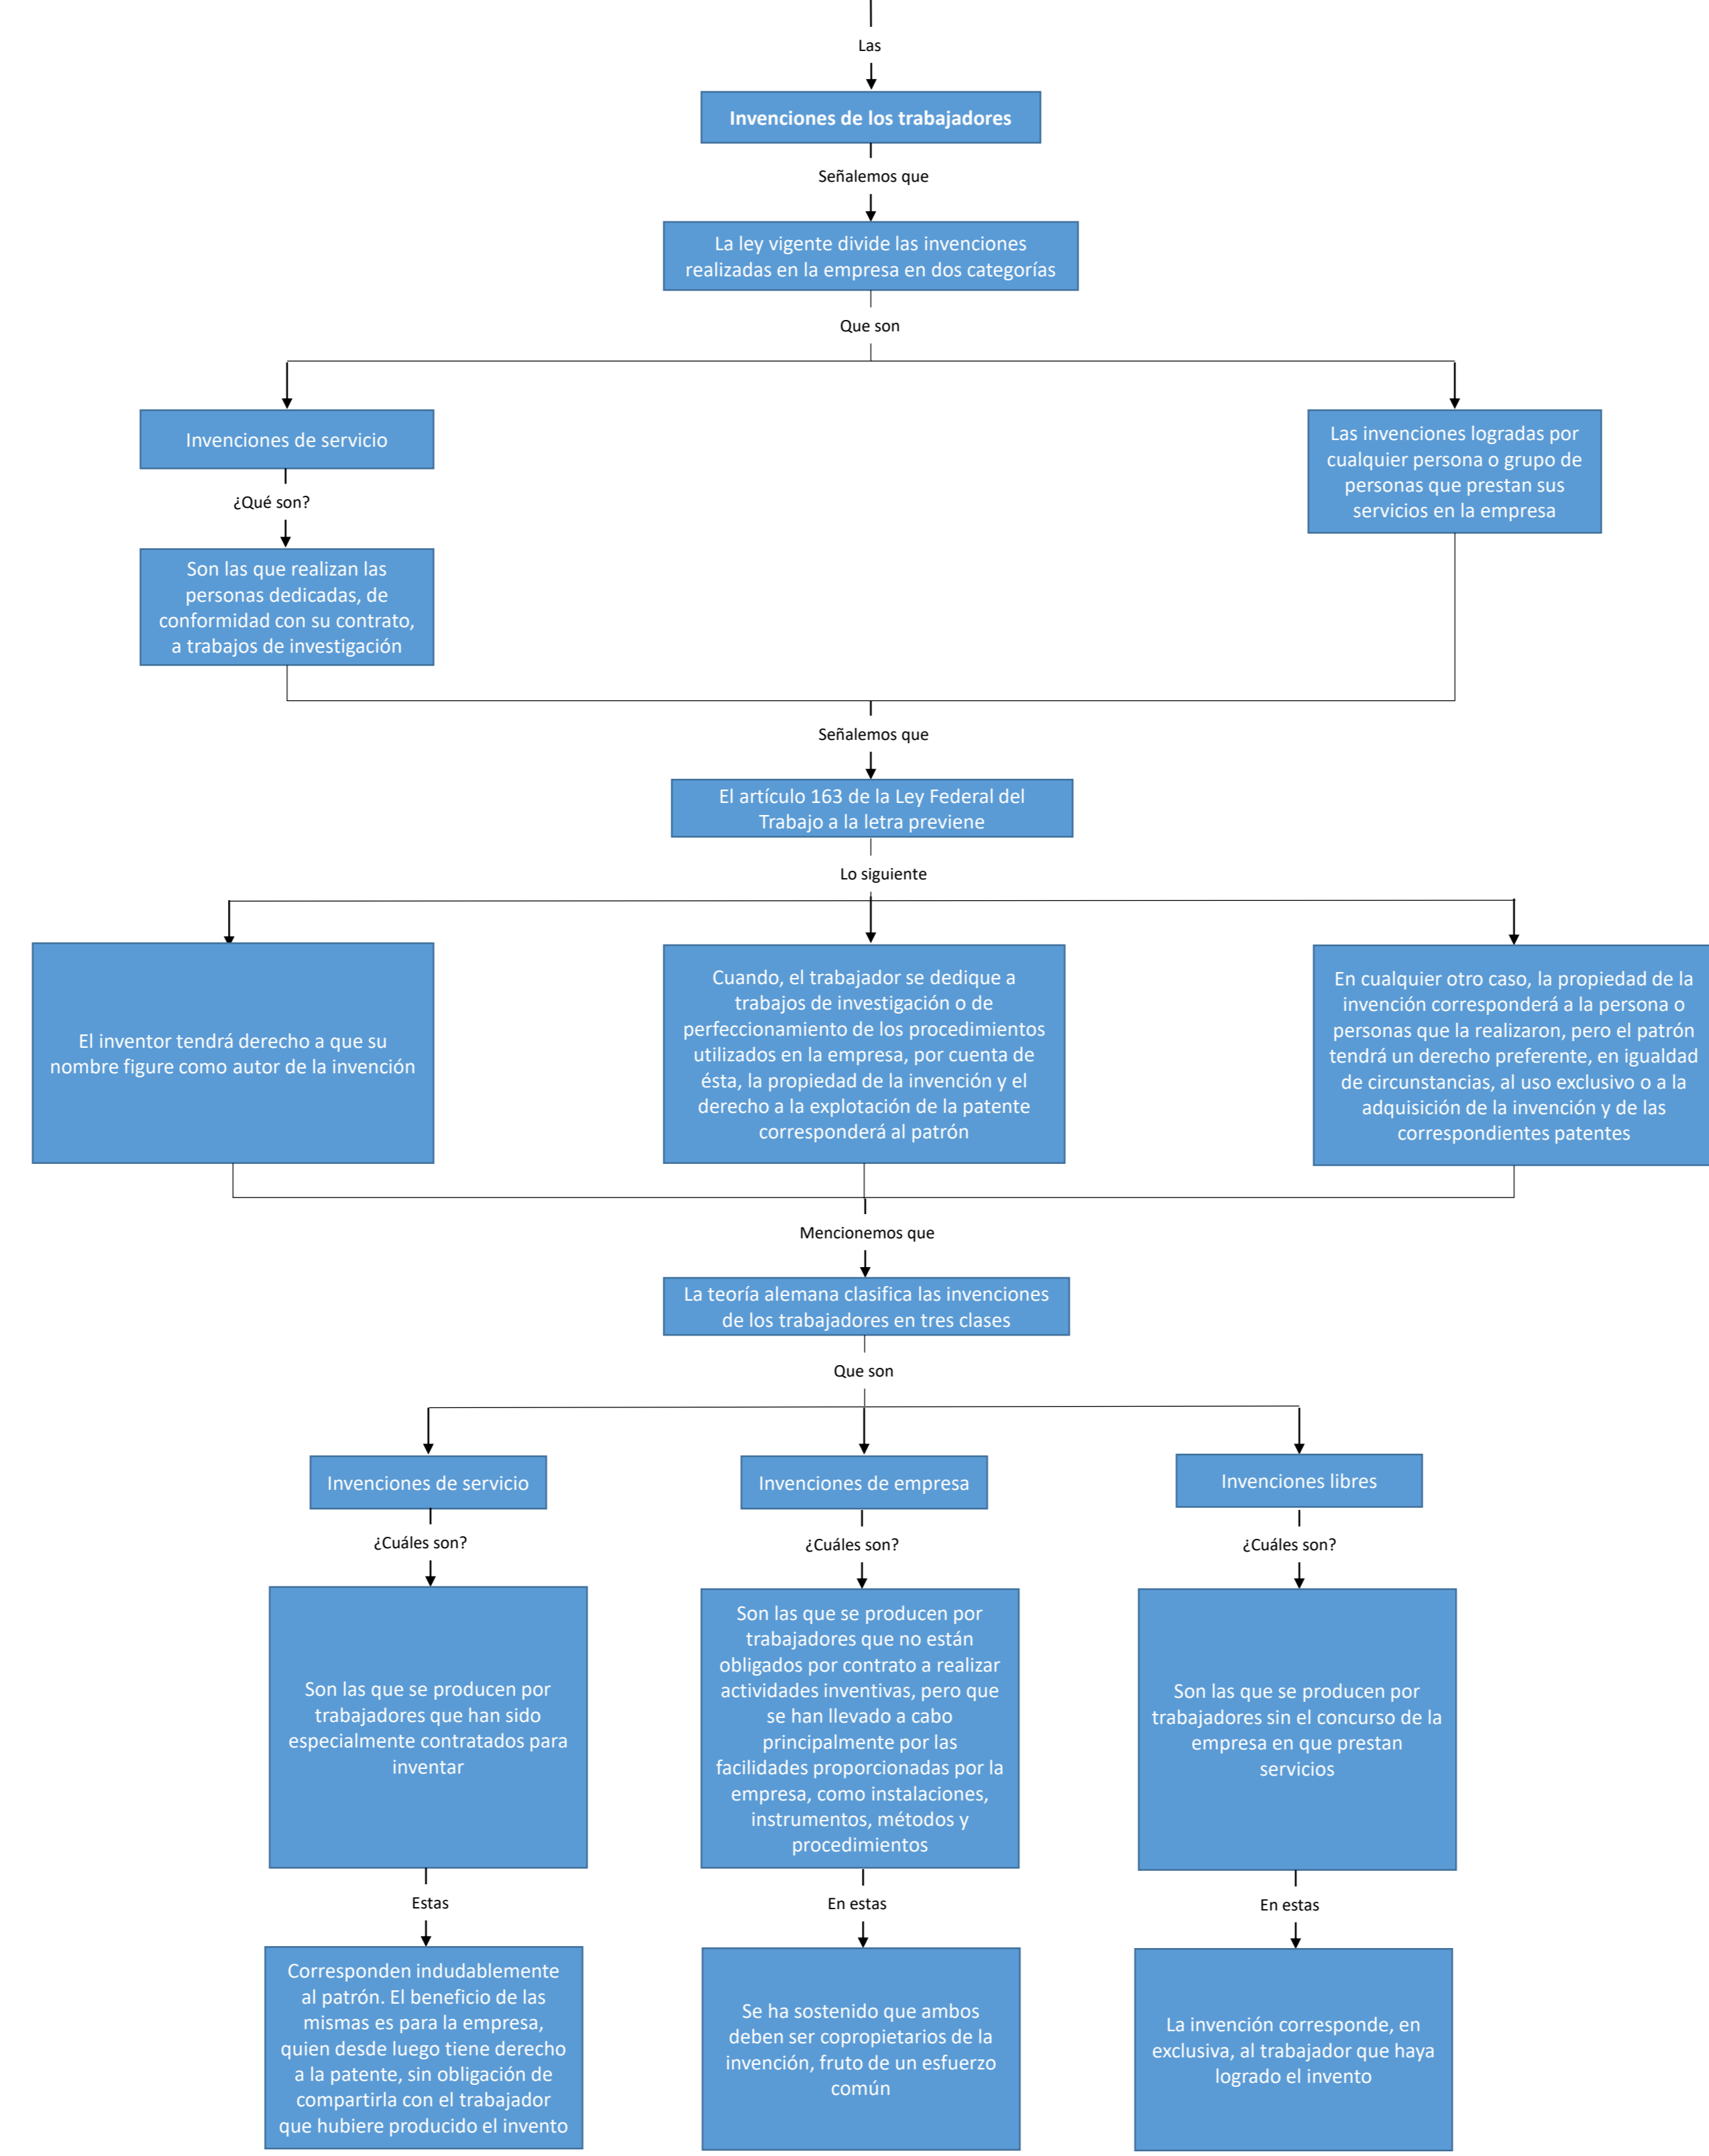 Las
Invenciones de los trabajadores
Señalemos que
La ley vigente divide las invenciones
realizadas en la empresa en dos categorías
Que son
Invenciones de servicio
¿Qué son?
Son las que realizan las
personas dedicadas, de
conformidad con su contrato,
a trabajos de investigación
Las invenciones logradas por
cualquier persona o grupo de
personas que prestan sus
servicios en la empresa
Señalemos que
El artículo 163 de la Ley Federal del
Trabajo a la letra previene
Lo siguiente
El inventor tendrá derecho a que su
nombre figure como autor de la invención
Cuando, el trabajador se dedique a
trabajos de investigación o de
perfeccionamiento de los procedimientos
utilizados en la empresa, por cuenta de
ésta, la propiedad de la invención y el
derecho a la explotación de la patente
corresponderá al patrón
En cualquier otro caso, la propiedad de la
invención corresponderá a la persona o
personas que la realizaron, pero el patrón
tendrá un derecho preferente, en igualdad
de circunstancias, al uso exclusivo o a la
adquisición de la invención y de las
correspondientes patentes
Mencionemos que
La teoría alemana clasifica las invenciones
de los trabajadores en tres clases
Que son
Invenciones de servicio
¿Cuáles son?
Son las que se producen por
trabajadores que han sido
especialmente contratados para
inventar
Estas
Corresponden indudablemente
al patrón. El beneficio de las
mismas es para la empresa,
quien desde luego tiene derecho
a la patente, sin obligación de
compartirla con el trabajador
que hubiere producido el invento
Invenciones de empresa
¿Cuáles son?
Son las que se producen por
trabajadores que no están
obligados por contrato a realizar
actividades inventivas, pero que
se han llevado a cabo
principalmente por las
facilidades proporcionadas por la
empresa, como instalaciones,
instrumentos, métodos y
procedimientos
En estas
Se ha sostenido que ambos
deben ser copropietarios de la
invención, fruto de un esfuerzo
común
Invenciones libres
¿Cuáles son?
Son las que se producen por
trabajadores sin el concurso de la
empresa en que prestan
servicios
En estas
La invención corresponde, en
exclusiva, al trabajador que haya
logrado el invento